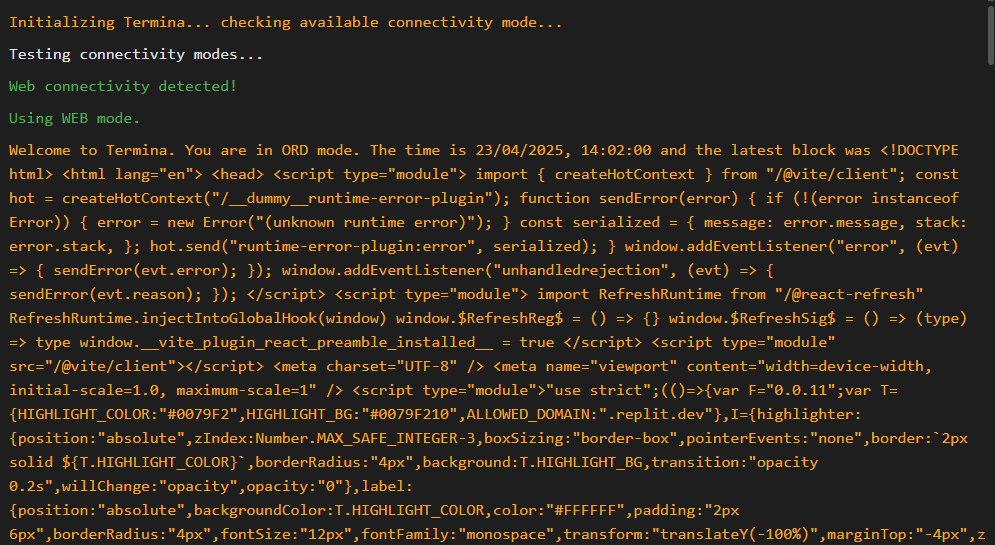 Initializing Termina... checking available connectivity mode...
Testing connectivity modes...
Web connectivity detected!
Using WEB mode.
Welcome to Termina. You are in ORD mode. The time is 23/04/2025, 14:02:00 and the latest block was <!DOCTYPE
html> <html lang="en"> <head> <script type="module"> import { createHotContext } from "/@vite/client"; const
hot = createHotContext("/__dummy__runtime-error-plugin"); function sendError(error) { if (!(error instanceof
Error)) { error = new Error("(unknown runtime error)"); } const serialized = { message: error.message, stack:
error.stack, }; hot.send("runtime-error-plugin:error", serialized); } window.addEventListener("error", (evt)
=> { sendError(evt.error); }); window.addEventListener("unhandledrejection", (evt) => {
sendError(evt.reason); }); </script> <script type="module"> import RefreshRuntime from "/@react-refresh"
RefreshRuntime.injectIntoGlobalHook(window) window.$RefreshReg$ = () => {} window.$RefreshSig$ = () => (type)
=> type window.__vite_plugin_react_preamble_installed__ = true </script> <script type="module"
src="/@vite/client"></script> <meta charset="UTF-8" /> <meta name="viewport" content="width=device-width,
initial-scale=1.0, maximum-scale=1" /> <script type="module">"use strict";(()=>{var F="0.0.11";var T=
{HIGHLIGHT_COLOR:"#0079F2",HIGHLIGHT_BG:"#0079F210",ALLOWED_DOMAIN:".replit.dev"},I={highlighter:
{position:"absolute",zIndex:Number.MAX_SAFE_INTEGER-3,boxSizing:"border-box",pointerEvents:"none",border:`2px
solid ${T.HIGHLIGHT_COLOR}`,borderRadius:"4px",background:T.HIGHLIGHT_BG,transition:"opacity
0.2s",willChange:"opacity",opacity:"0"},label:
{position:"absolute",backgroundColor:T.HIGHLIGHT_COLOR,color:"#FFFFFF",padding:"2px
6px",borderRadius:"4px",fontSize:"12px",fontFamily:"monospace",transform:"translateY(-100%)",marginTop:"-4px",z